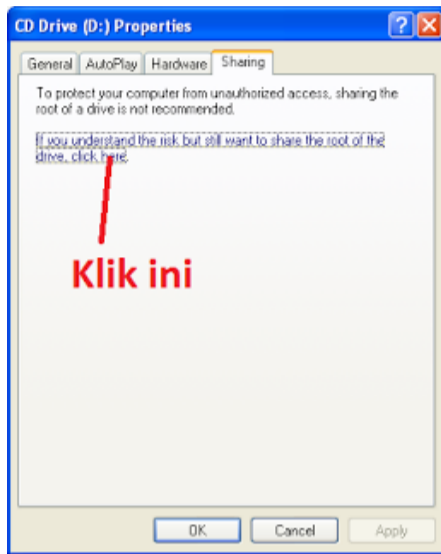 CD Drive (D:) Properties
General AutoPlay Hardware Sharing
To protect your computer from unauthorized access, sharing the
root of a drive is not recommended.
If you understand the risk but still want to share the root of the
drive, click here.
Klik ini
OK Cancel Apply